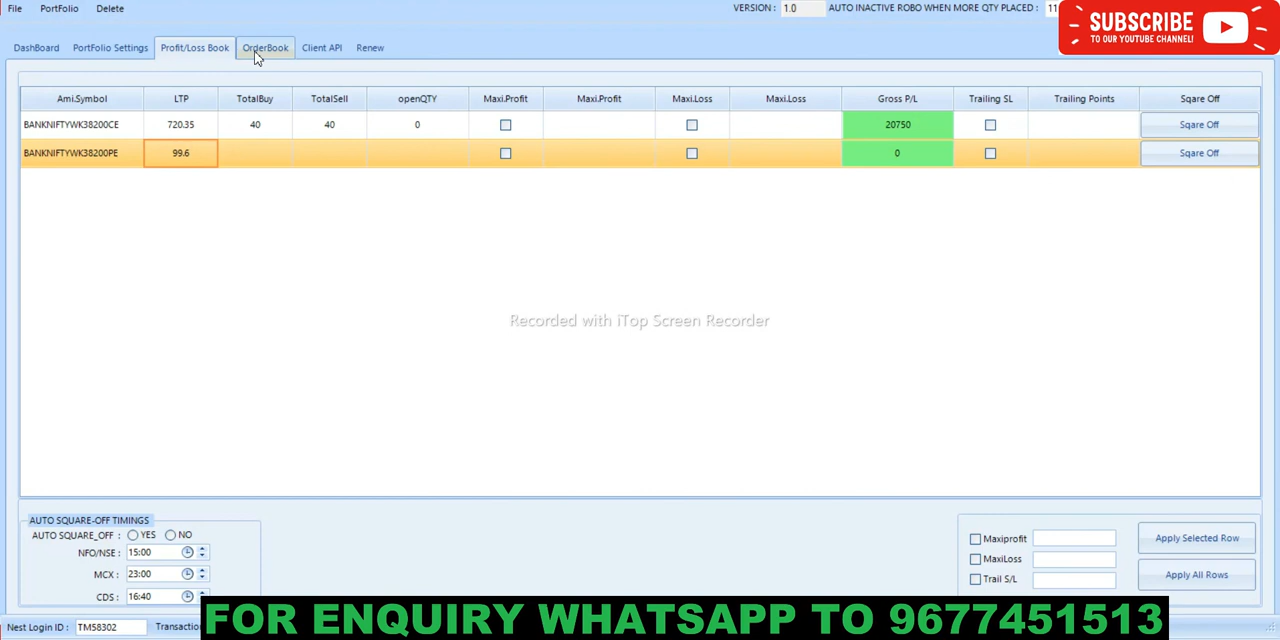 File PortFolio Delete VERSION : 1.0 AUTO INACTIVE ROBO WHEN MORE QTY PLACED : 11
SUBSCRIBE
TO OUR YOUTUBE CHANNEL!
DashBoard PortFolio Settings Profit/Loss Book OrderBook Client API Renew
Ami.Symbol LTP TotalBuy TotalSell openQTY Maxi.Profit Maxi.Profit Maxi.Loss Maxi.Loss Gross P/L Trailing SL Trailing Points Sqare Off
BANKNIFTYWK38200CE 720.35 40 40 0 20750 Sqare Off
BANKNIFTYWK38200PE 99.6 0 Sqare Off
Recorded with iTop Screen Recorder
AUTO SQUARE-OFF TIMINGS
AUTO SQUARE_OFF : YES NO
NFO/NSE : 15:00
MCX : 23:00
CDS : 16:40
Maxiprofit Apply Selected Row
MaxiLoss
Trail S/L Apply All Rows
Nest Login ID : TMS8302
FOR ENQUIRY WHATSAPP TO 9677451513